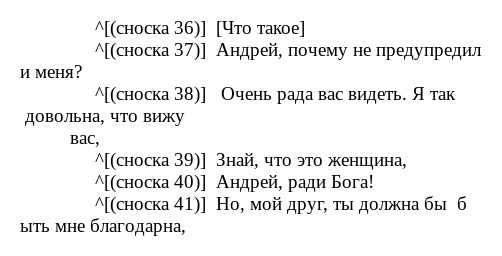 ^[(сноска 36)] [Что такое]
^[(сноска 37)] Андрей, почему не предупредил
и меня?
^[(сноска 38)] Очень рада вас видеть. Я так
довольна, что вижу
вас,
^[(сноска 39)] Знай, что это женщина,
^[(сноска 40)] Андрей, ради Бога!
^[(сноска 41)] Но, мой друг, ты должна бы б
ыть мне благодарна,